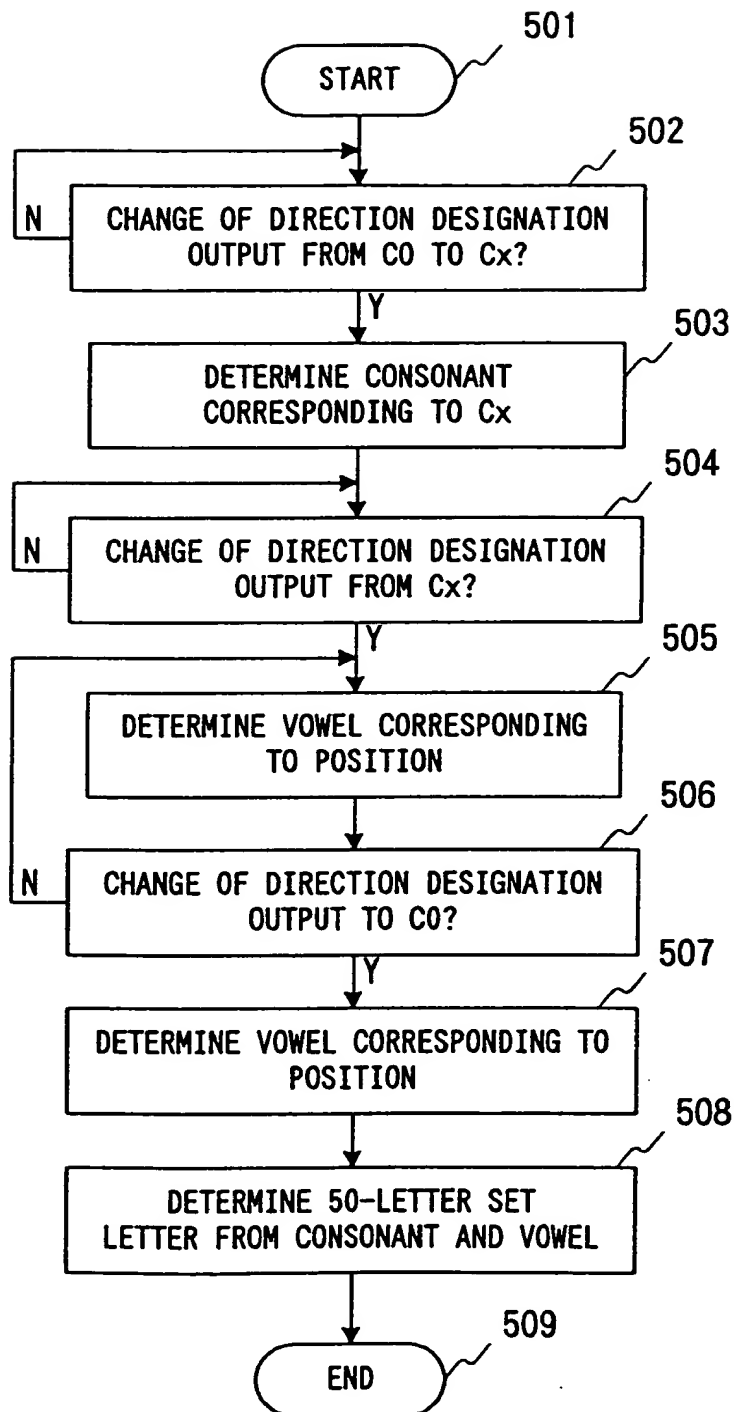 501
START
502
N
CHANGE OF DIRECTION DESIGNATION
OUTPUT FROM C0 TO Cx?
Y
503
DETERMINE CONSONANT
CORRESPONDING TO Cx
504
N
CHANGE OF DIRECTION DESIGNATION
OUTPUT FROM Cx?
Y
505
DETERMINE VOWEL CORRESPONDING
TO POSITION
506
N
CHANGE OF DIRECTION DESIGNATION
OUTPUT TO C0?
Y
507
DETERMINE VOWEL CORRESPONDING TO
POSITION
508
DETERMINE 50-LETTER SET
LETTER FROM CONSONANT AND VOWEL
509
END